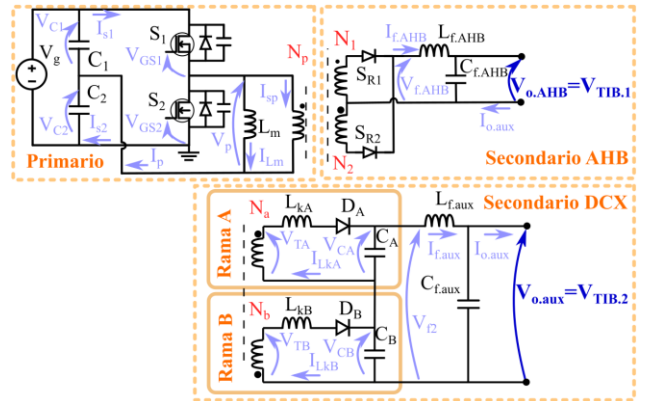 V_C1
I_s1
C_1
V_g
S_1
V_GS1
N_p
C_2
V_C2
I_s2
S_2
V_GS2
V_p
L_m
I_Lm
I_sp
I_p
Primario
N_1
S_R1
I_f.AHB
L_f.AHB
V_f.AHB
C_f.AHB
V_o.AHB=V_TIB.1
I_o.aux
S_R2
N_2
Secondario AHB
Secondario DCX
Rama A
N_a
L_kA
D_A
V_TA
V_CA
C_A
I_LkA
L_f.aux
I_f.aux
I_o.aux
C_f.aux
V_f2
V_o.aux=V_TIB.2
Rama B
N_b
L_kB
D_B
V_TB
V_CB
C_B
I_LkB